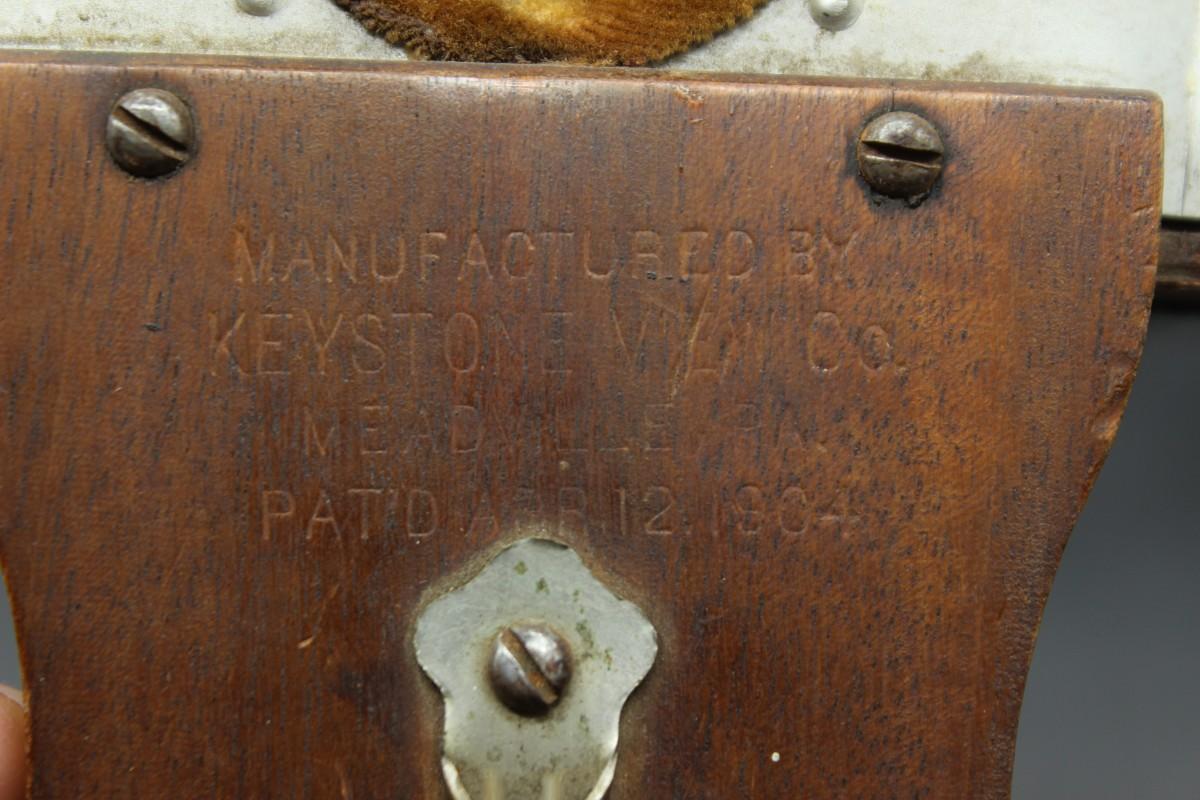 MANUFACTURED BY
KEYSTONE VIEW Co.
MEADVILLE, PA.
PAT'D APR 12. 1904